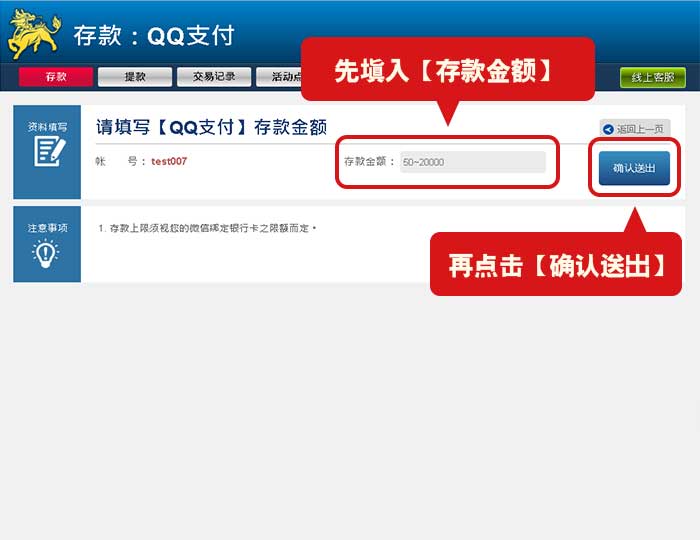 存款：QQ支付
先填入【存款金额】
存款
提款
交易记录
活动点
线上客服
资料填写
请填写【QQ支付】存款金额
返回上一页
帐 号： test007
存款金额： 50~20000
确认送出
注意事项
1. 存款上限须视您的微信绑定银行卡之限额而定。
再点击【确认送出】